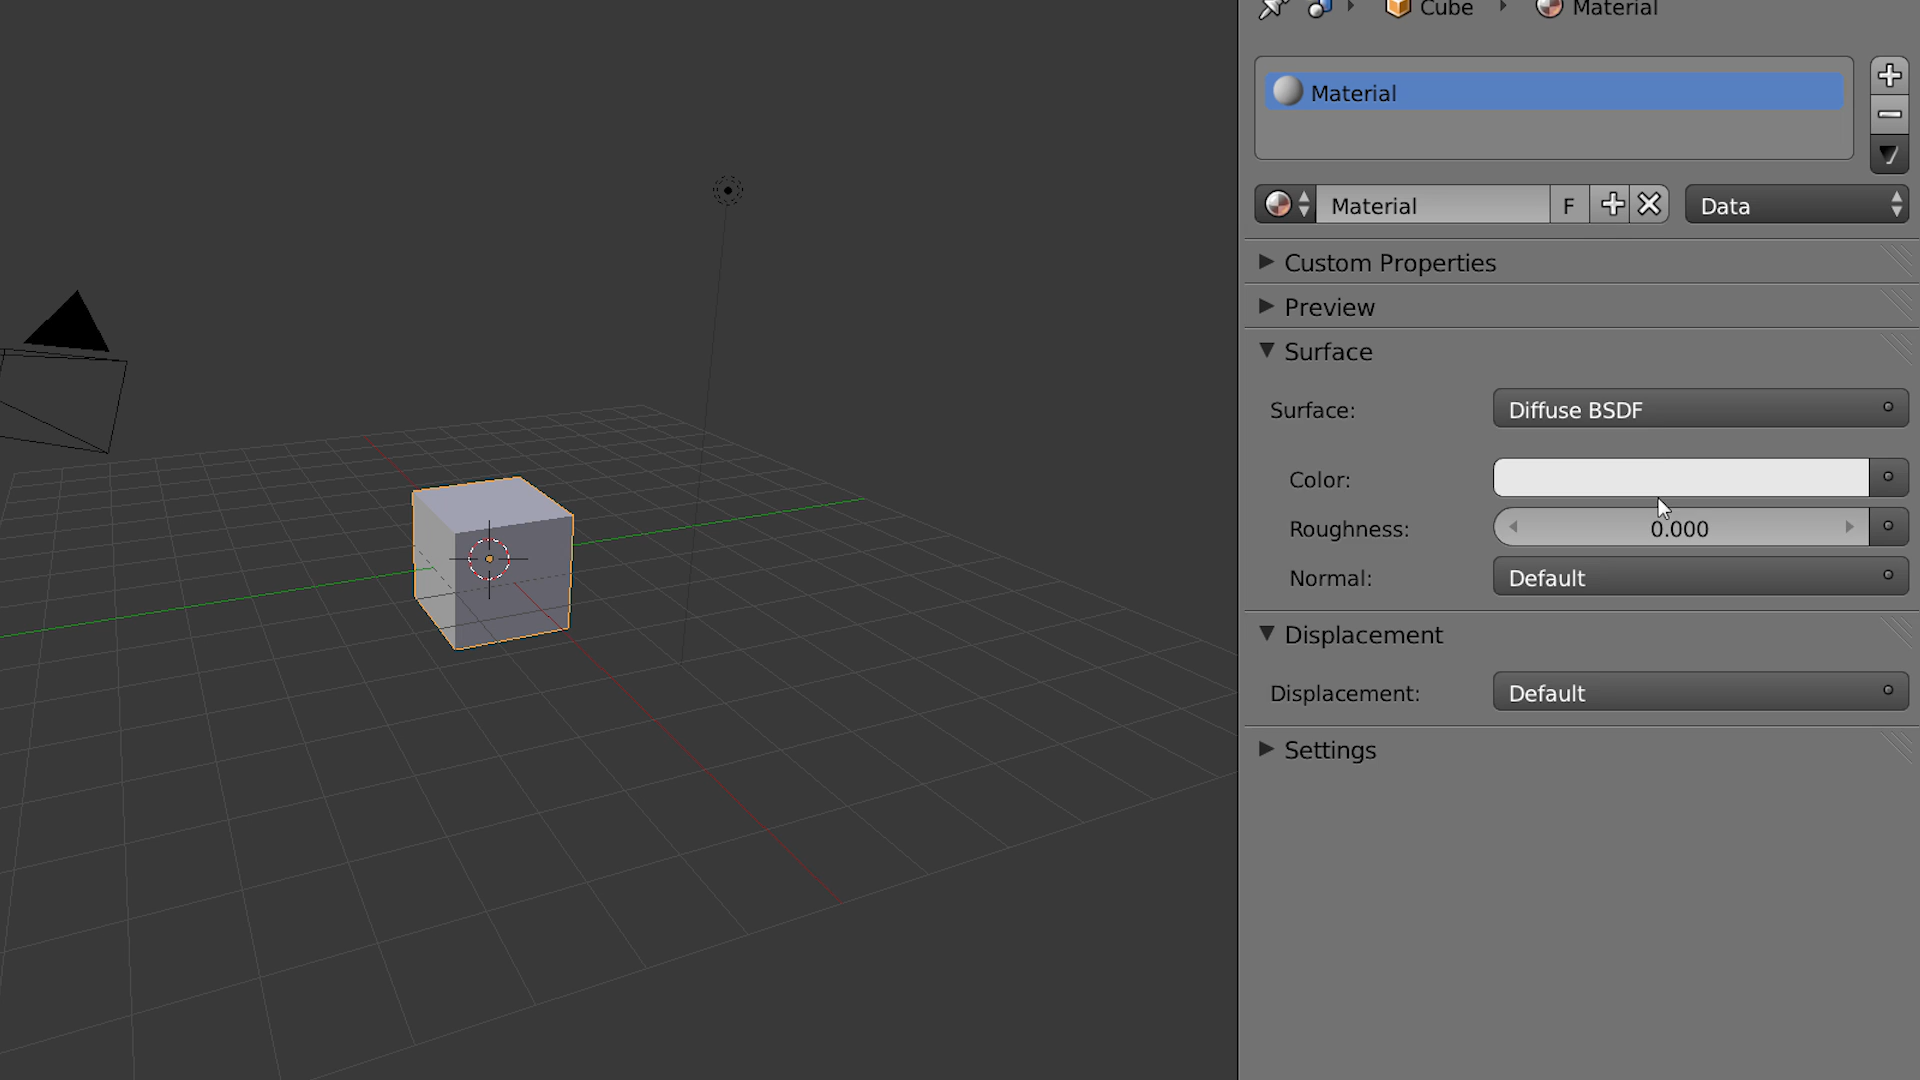 Cube Material
Material
Material F Data
Custom Properties
Preview
Surface
Surface: Diffuse BSDF
Color:
Roughness: 0.000
Normal: Default
Displacement
Displacement: Default
Settings